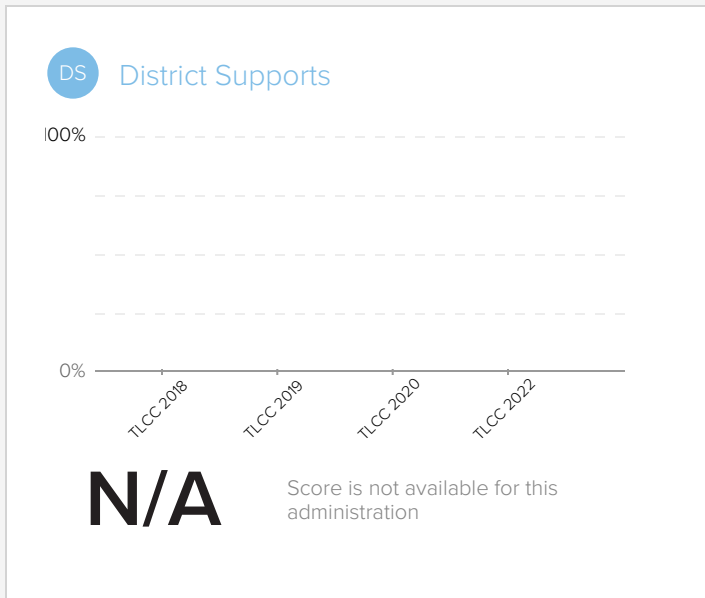 DS District Supports
100%
0%
TLCC 2018 TLCC 2019 TLCC 2020 TLCC 2022
N/A
Score is not available for this
administration